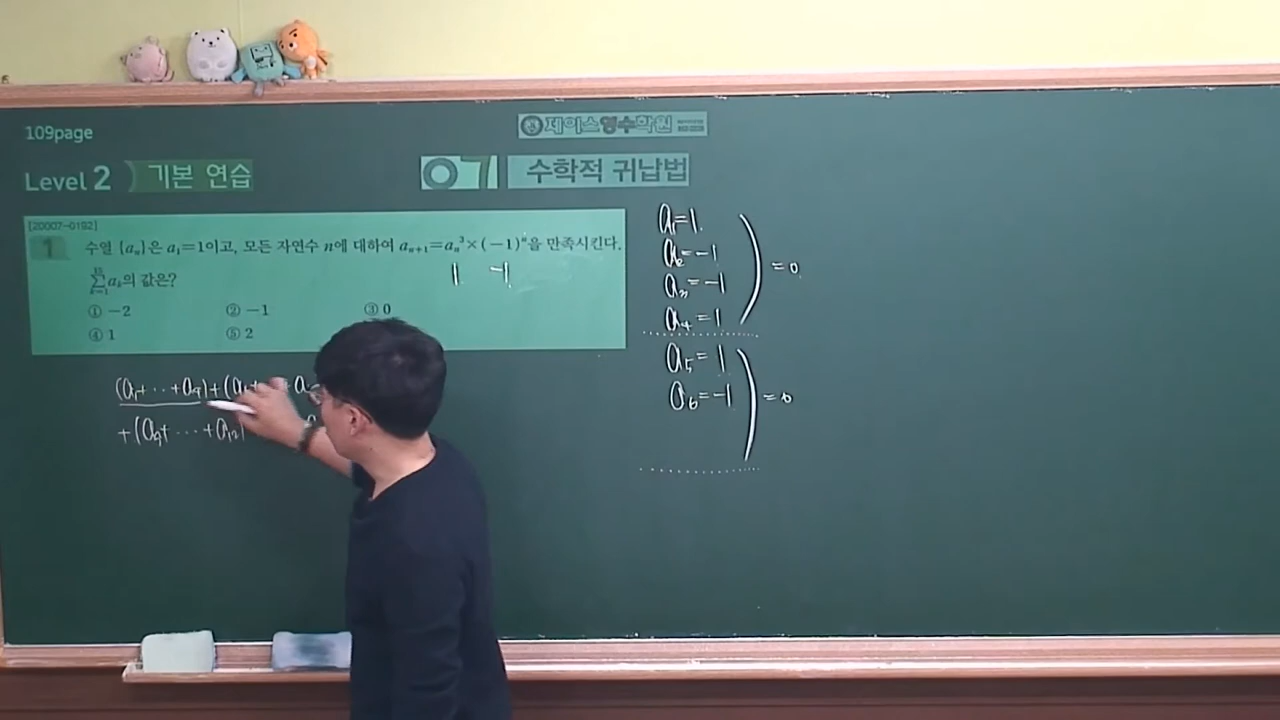 109page
제이스영수학원
Level 2 기본 연습
07 수학적 귀납법
[20007-0192]
1 수열 {aₙ}은 a₁=1이고, 모든 자연수 n에 대하여 aₙ₊₁=aₙ³×(-1)ⁿ을 만족시킨다.
1 -1
aₖ의 값은?
① -2 ② -1 ③ 0
④ 1 ⑤ 2
a₁=1.
a₂=-1
a₃=-1
a₄=1
=0.
a₅=1
a₆=-1
=0
(a₁+…+a₄)+(a₅+
+(a₉+…+a₁₂)